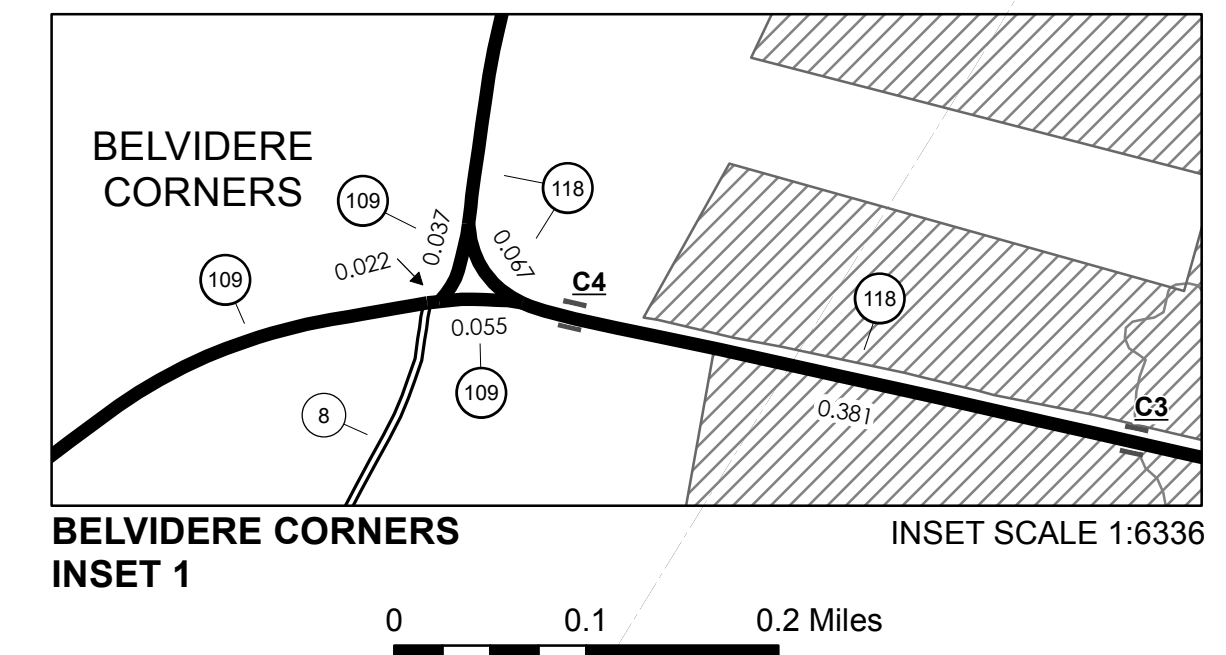 BELVIDERE
CORNERS
109
118
0.037
0.067
0.022
109
C4
118
0.055
109
8
0.381
C3
BELVIDERE CORNERS
INSET 1
INSET SCALE 1:6336
0 0.1 0.2 Miles